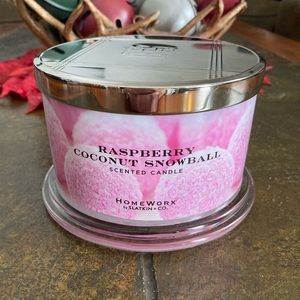 RASPBERRY
COCONUT SNOWBALL
SCENTED CANDLE
HOMEWORX
BY SLATKIN + CO.